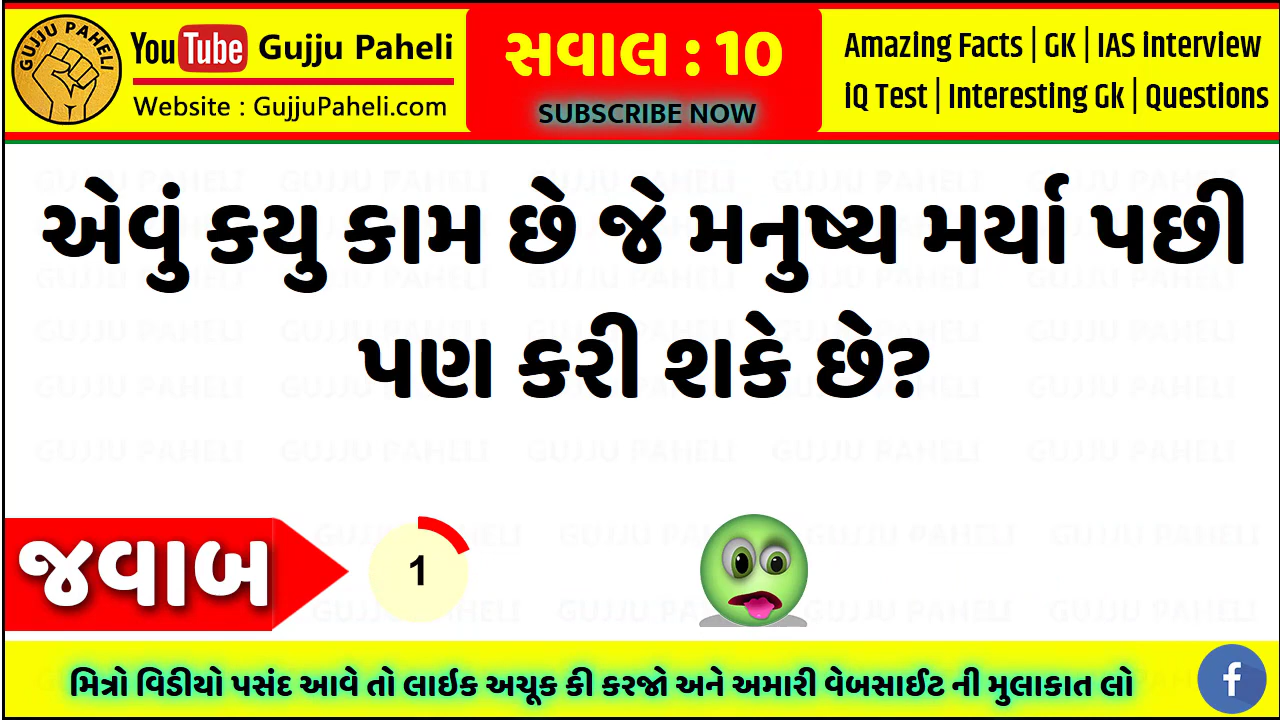 GUJJU PAHELI
YouTube Gujju Paheli
Website : GujjuPaheli.com
સવાલ : 10
SUBSCRIBE NOW
Amazing Facts | GK | IAS interview
iQ Test | Interesting Gk | Questions
એવું કયુ કામ છે જે મનુષ્ય મર્યા પછી
પણ કરી શકે છે?
જવાબ
1
મિત્રો વિડીયો પસંદ આવે તો લાઈક અચૂક કી કરજો અને અમારી વેબસાઈટ ની મુલાકાત લો
f